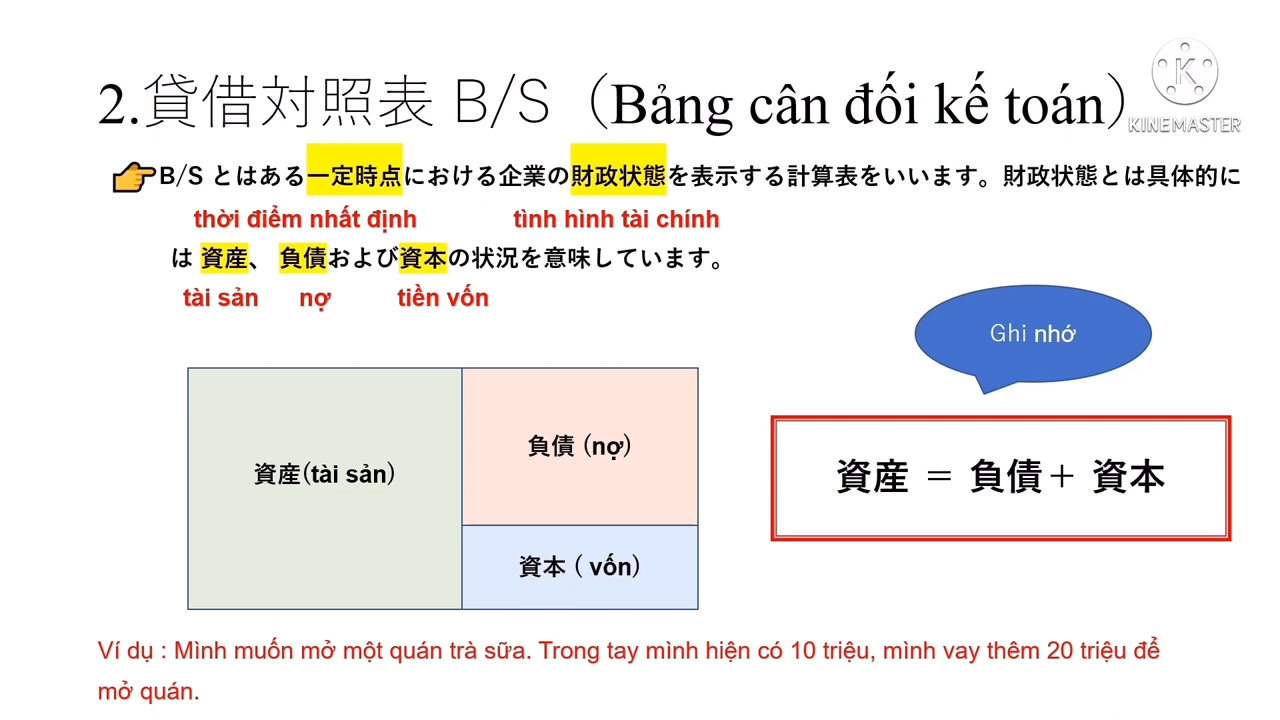 2.貸借対照表 B/S（Bảng cân đối kế toán）
KINEMASTER
👉B/S とはある一定時点における企業の財政状態を表示する計算表をいいます。財政状態とは具体的に
thời điểm nhất định tình hình tài chính
は 資産、 負債および資本の状況を意味しています。
tài sản nợ tiền vốn
Ghi nhớ
負債 (nợ)
資産(tài sản)
資産 ＝ 負債＋ 資本
資本 ( vốn)
Ví dụ : Mình muốn mở một quán trà sữa. Trong tay mình hiện có 10 triệu, mình vay thêm 20 triệu để
mở quán.